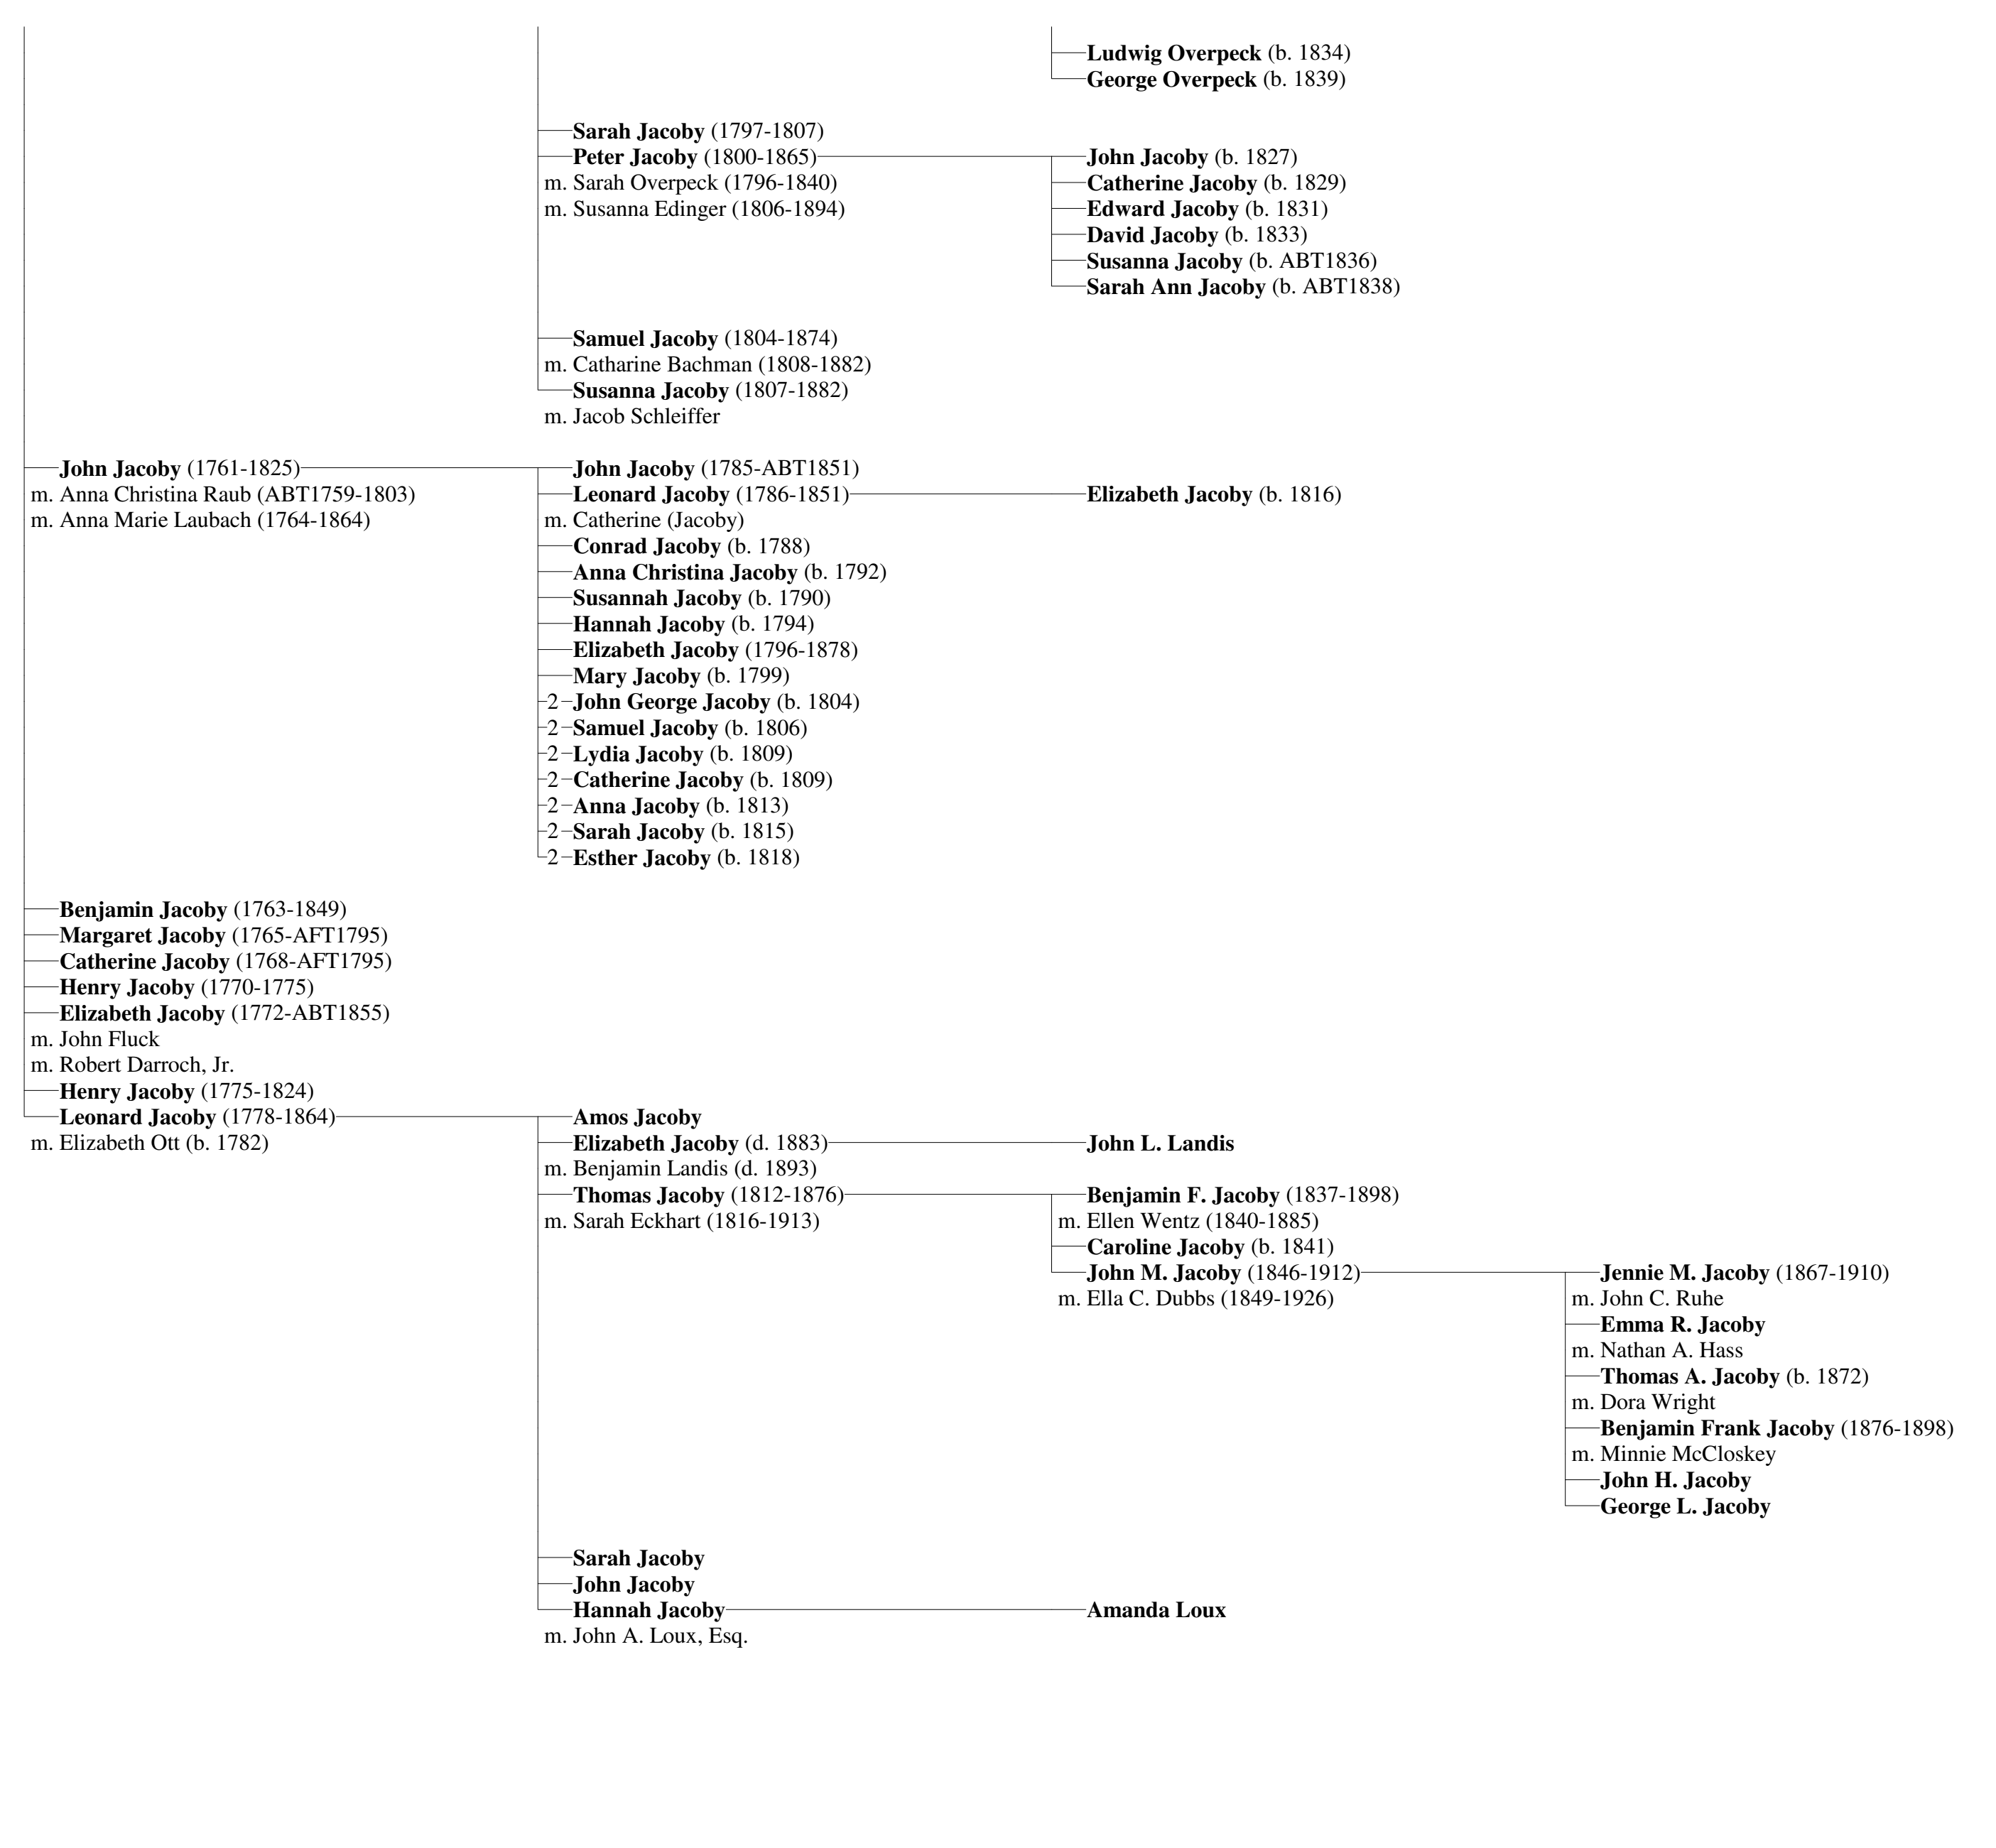 Ludwig Overpeck (b. 1834)
George Overpeck (b. 1839)
Sarah Jacoby (1797-1807)
Peter Jacoby (1800-1865) John Jacoby (b. 1827)
m. Sarah Overpeck (1796-1840) Catherine Jacoby (b. 1829)
m. Susanna Edinger (1806-1894) Edward Jacoby (b. 1831)
David Jacoby (b. 1833)
Susanna Jacoby (b. ABT1836)
Sarah Ann Jacoby (b. ABT1838)
Samuel Jacoby (1804-1874)
m. Catharine Bachman (1808-1882)
Susanna Jacoby (1807-1882)
m. Jacob Schleiffer
John Jacoby (1761-1825) John Jacoby (1785-ABT1851)
m. Anna Christina Raub (ABT1759-1803) Leonard Jacoby (1786-1851) Elizabeth Jacoby (b. 1816)
m. Anna Marie Laubach (1764-1864) m. Catherine (Jacoby)
Conrad Jacoby (b. 1788)
Anna Christina Jacoby (b. 1792)
Susannah Jacoby (b. 1790)
Hannah Jacoby (b. 1794)
Elizabeth Jacoby (1796-1878)
Mary Jacoby (b. 1799)
2 John George Jacoby (b. 1804)
2 Samuel Jacoby (b. 1806)
2 Lydia Jacoby (b. 1809)
2 Catherine Jacoby (b. 1809)
2 Anna Jacoby (b. 1813)
2 Sarah Jacoby (b. 1815)
2 Esther Jacoby (b. 1818)
Benjamin Jacoby (1763-1849)
Margaret Jacoby (1765-AFT1795)
Catherine Jacoby (1768-AFT1795)
Henry Jacoby (1770-1775)
Elizabeth Jacoby (1772-ABT1855)
m. John Fluck
m. Robert Darroch, Jr.
Henry Jacoby (1775-1824)
Leonard Jacoby (1778-1864) Amos Jacoby
m. Elizabeth Ott (b. 1782) Elizabeth Jacoby (d. 1883) John L. Landis
m. Benjamin Landis (d. 1893)
Thomas Jacoby (1812-1876) Benjamin F. Jacoby (1837-1898)
m. Sarah Eckhart (1816-1913) m. Ellen Wentz (1840-1885)
Caroline Jacoby (b. 1841)
John M. Jacoby (1846-1912) Jennie M. Jacoby (1867-1910)
m. Ella C. Dubbs (1849-1926) m. John C. Ruhe
Emma R. Jacoby
m. Nathan A. Hass
Thomas A. Jacoby (b. 1872)
m. Dora Wright
Benjamin Frank Jacoby (1876-1898)
m. Minnie McCloskey
John H. Jacoby
George L. Jacoby
Sarah Jacoby
John Jacoby
Hannah Jacoby Amanda Loux
m. John A. Loux, Esq.